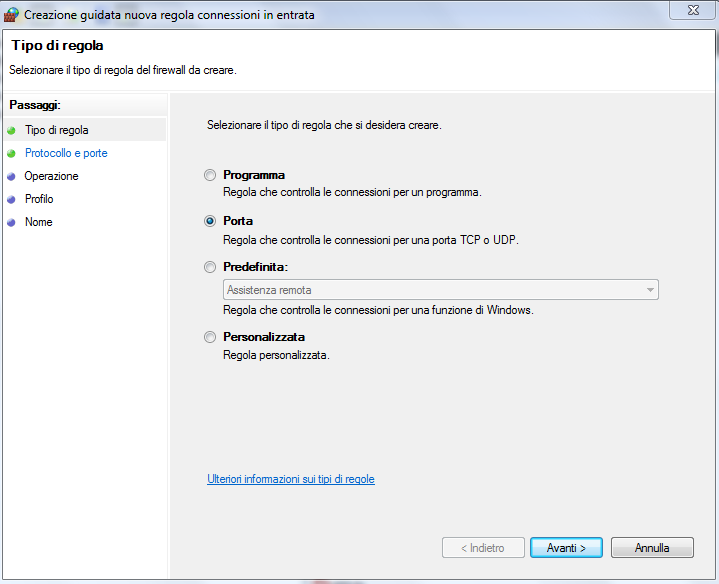 Creazione guidata nuova regola connessioni in entrata
Tipo di regola
Selezionare il tipo di regola del firewall da creare.
Passaggi:
Tipo di regola
Protocollo e porte
Operazione
Profilo
Nome
Selezionare il tipo di regola che si desidera creare.
Programma
Regola che controlla le connessioni per un programma.
Porta
Regola che controlla le connessioni per una porta TCP o UDP.
Predefinita:
Assistenza remota
Regola che controlla le connessioni per una funzione di Windows.
Personalizzata
Regola personalizzata.
Ulteriori informazioni sui tipi di regole
< Indietro
Avanti >
Annulla